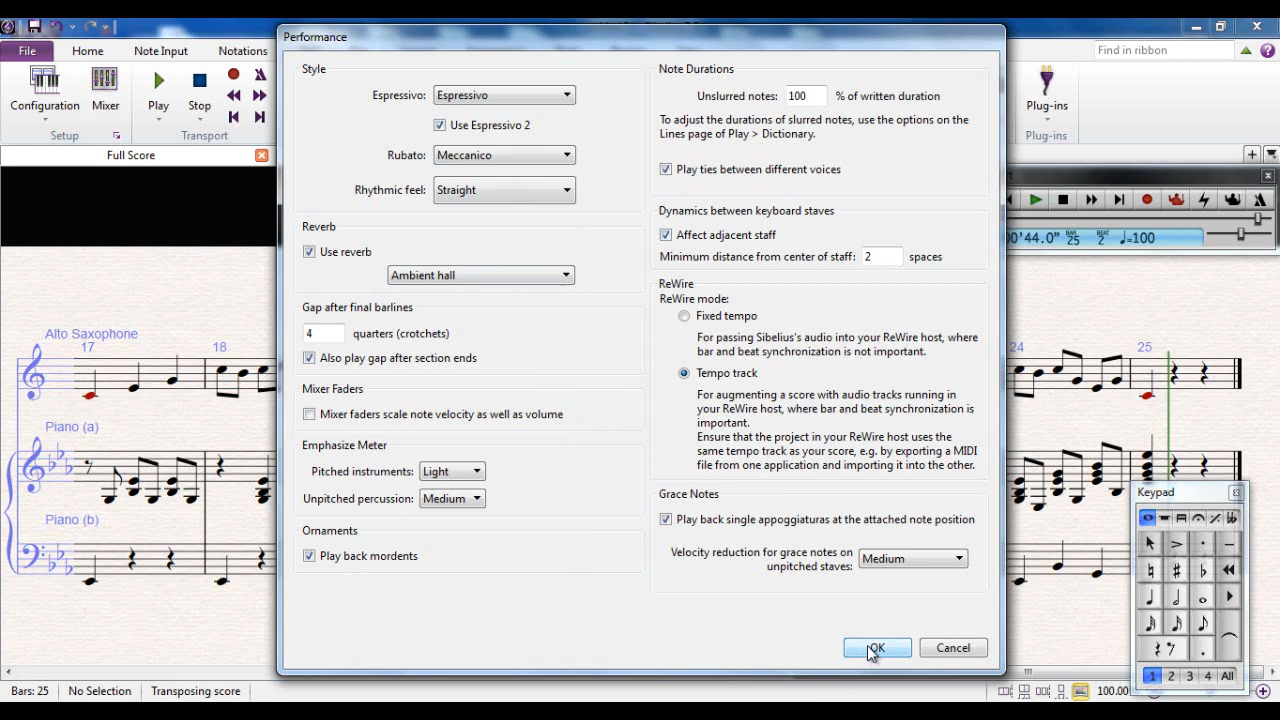 Performance
File
Home
Note Input
Notations
Find in ribbon
Configuration
Mixer
Play
Stop
Plug-ins
Setup
Transport
Plug-ins
Full Score
Style
Espressivo:
Espressivo
Use Espressivo 2
Rubato:
Meccanico
Rhythmic feel:
Straight
Reverb
Use reverb
Ambient hall
Gap after final barlines
4
quarters (crotchets)
Also play gap after section ends
Mixer Faders
Mixer faders scale note velocity as well as volume
Emphasize Meter
Pitched instruments:
Light
Unpitched percussion:
Medium
Ornaments
Play back mordents
Note Durations
Unslurred notes:
100
% of written duration
To adjust the durations of slurred notes, use the options on the
Lines page of Play > Dictionary.
Play ties between different voices
Dynamics between keyboard staves
Affect adjacent staff
Minimum distance from center of staff:
2
spaces
ReWire
ReWire mode:
Fixed tempo
For passing Sibelius's audio into your ReWire host, where
bar and beat synchronization is not important.
Tempo track
For augmenting a score with audio tracks running in
your ReWire host, where bar and beat synchronization is
important.
Ensure that the project in your ReWire host uses the
same tempo track as your score, e.g. by exporting a MIDI
file from one application and importing it into the other.
Grace Notes
Play back single appoggiaturas at the attached note position
Velocity reduction for grace notes on
unpitched staves:
Medium
OK
Cancel
0'44.0"
BAR
25
BEAT
2
=100
Alto Saxophone
17
18
24
25
Piano (a)
Piano (b)
Keypad
1
2
3
4
All
Bars: 25
No Selection
Transposing score
100.00